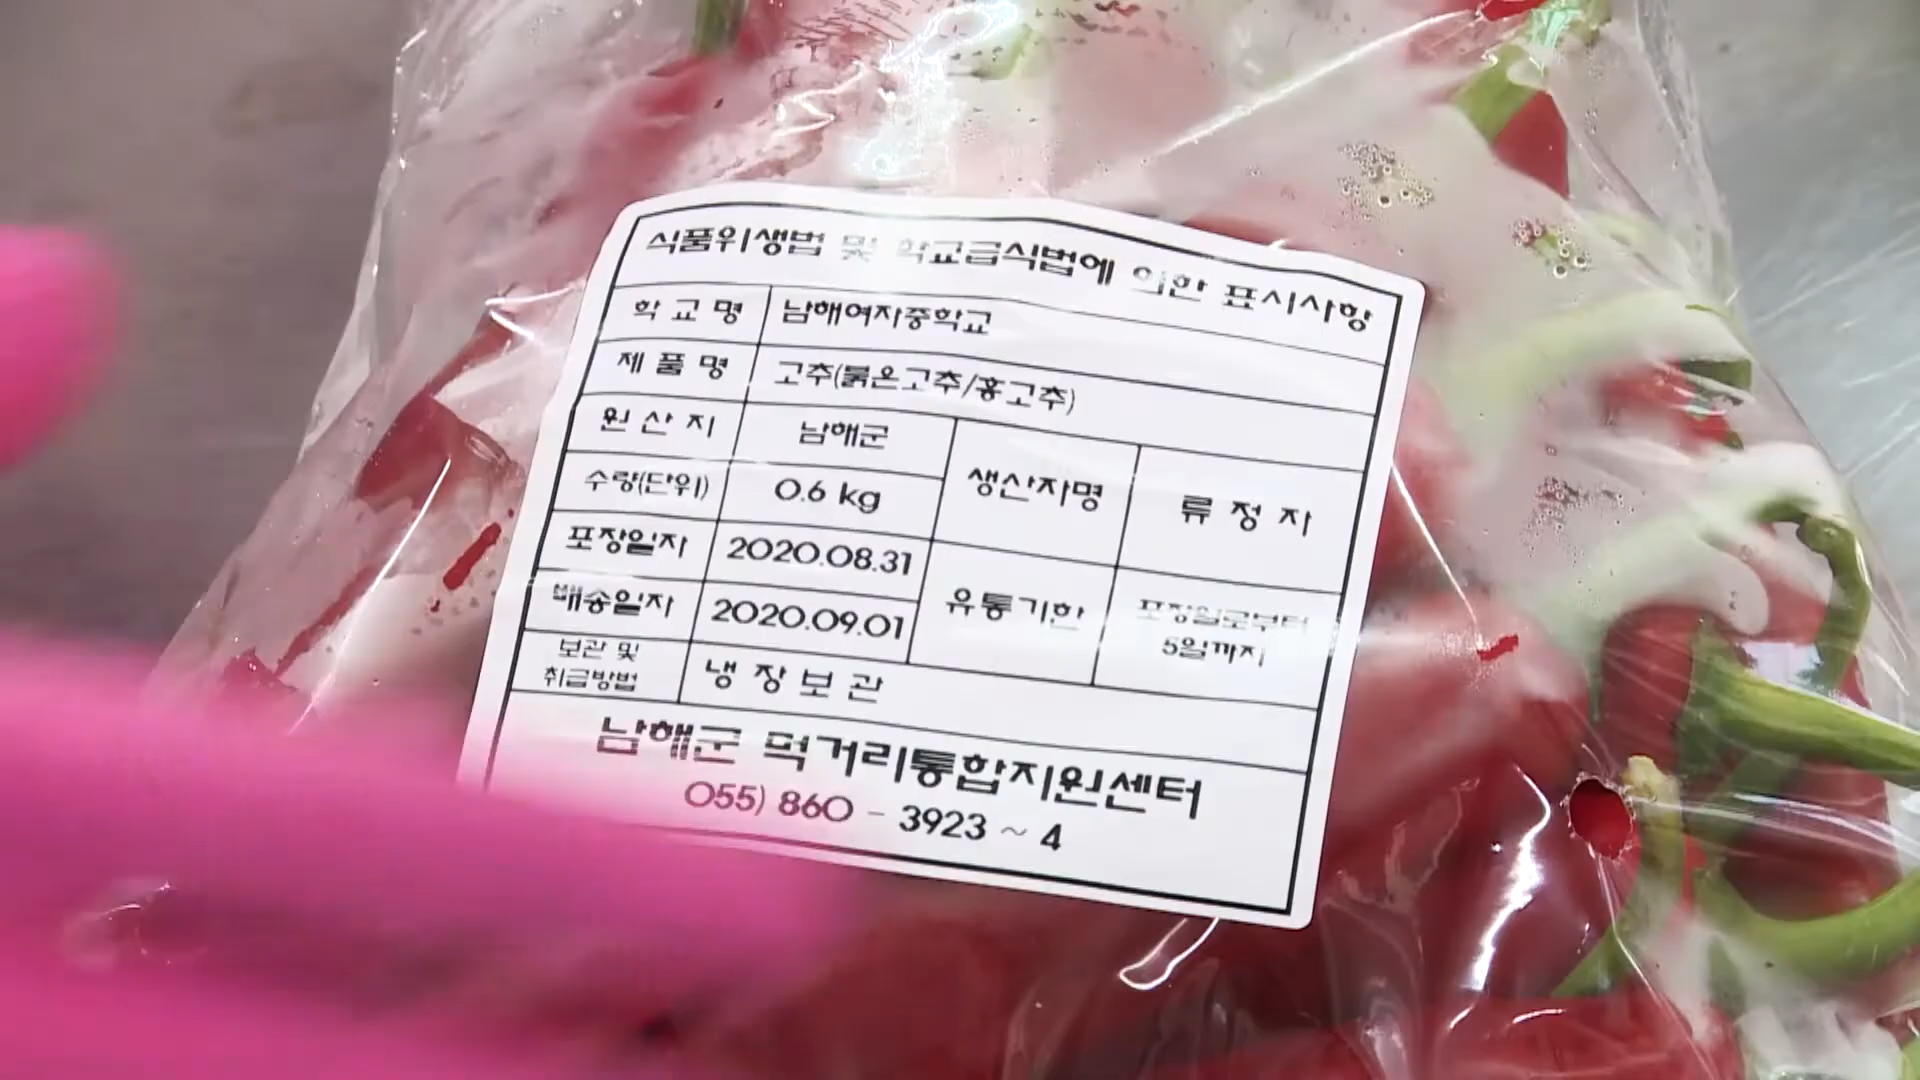 식품위생법 및 학교급식법에 의한 표시사항
학교명 남해여자중학교
제품명 고추(붉은고추/홍고추)
원산지 남해군
수량(단위) 0.6 kg
생산자명 류정자
포장일자 2020.08.31
배송일자 2020.09.01
유통기한 포장일로부터
5일까지
보관 및
취급방법 냉장보관
남해군 먹거리통합지원센터
055) 860 - 3923 ~ 4